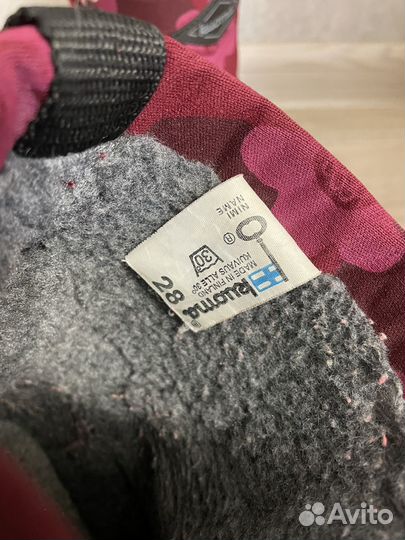 kuoma®
MADE IN FINLAND
KUIVAUS ALLE 30°
28
30°
®
NIMI
NAME
Avito